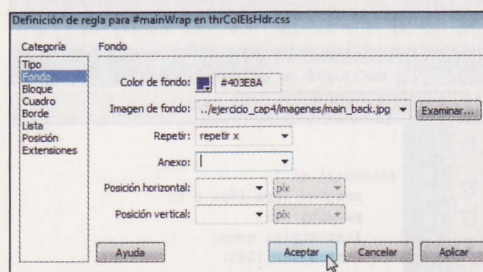 Definición de regla para #mainWrap en thrColElsHdr.css
Categoría
Fondo
Tipo
Fondo
Bloque
Cuadro
Borde
Lista
Posición
Extensiones
Color de fondo: #403E8A
Imagen de fondo: ../ejercicio_cap4/imagenes/main_back.jpg Examinar...
Repetir: repetir x
Anexo:
Posición horizontal: pix
Posición vertical: pix
Ayuda Aceptar Cancelar Aplicar